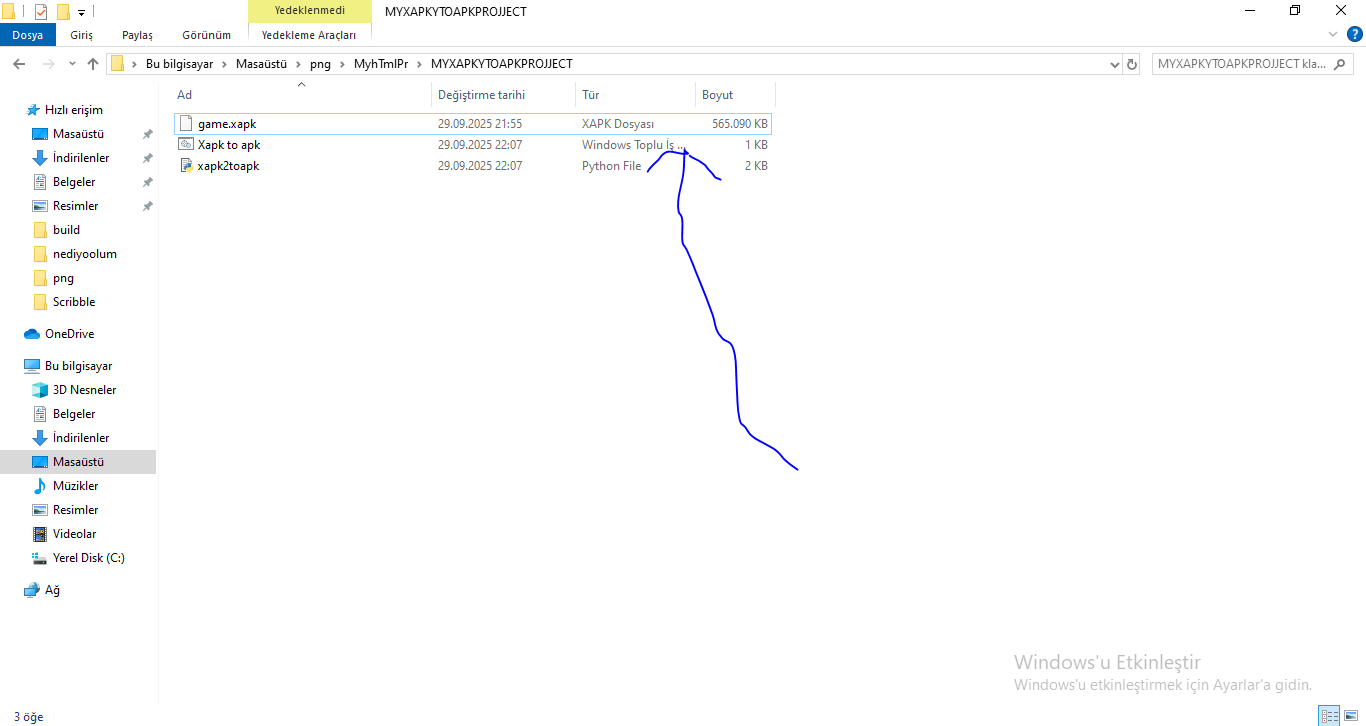 Yedeklenmedi MYXAPKYTOAPKPROJJECT
Dosya Giriş Paylaş Görünüm Yedekleme Araçları
Bu bilgisayar Masaüstü png MyhTmlPr MYXAPKYTOAPKPROJJECT MYXAPKYTOAPKPROJJECT kla...
Ad Değiştirme tarihi Tür Boyut
game.xapk 29.09.2025 21:55 XAPK Dosyası 565.090 KB
Xapk to apk 29.09.2025 22:07 Windows Toplu İş ... 1 KB
xapk2toapk 29.09.2025 22:07 Python File 2 KB
Hızlı erişim
Masaüstü
İndirilenler
Belgeler
Resimler
build
nediyoolum
png
Scribble
OneDrive
Bu bilgisayar
3D Nesneler
Belgeler
İndirilenler
Masaüstü
Müzikler
Resimler
Videolar
Yerel Disk (C:)
Ağ
Windows'u Etkinleştir
Windows'u etkinleştirmek için Ayarlar'a gidin.
3 öğe